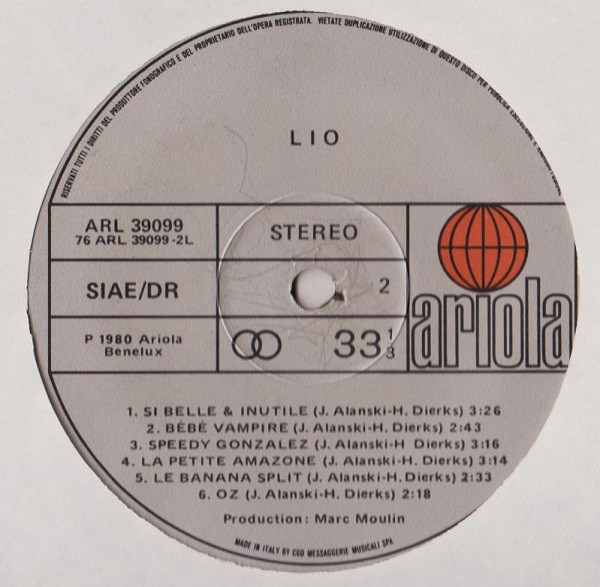 RISERVATI TUTTI I DIRITTI DEL PRODUTTORE FONOGRAFICO E DEL PROPRIETARIO DELL'OPERA REGISTRATA. VIETATE DUPLICAZIONE UTILIZZAZIONE DI QUESTO DISCO PER PUBBLICA
LIO
ARL 39099
76 ARL 39099-2L
STEREO
SIAE/DR
2
P 1980 Ariola
Benelux
33 1/3
ariola
1. SI BELLE & INUTILE (J. Alanski-H. Dierks) 3:26
2. BÉBÉ VAMPIRE (J. Alanski-H. Dierks) 2:43
3. SPEEDY GONZALEZ (J. Alanski-H Dierks) 3:16
4. LA PETITE AMAZONE (J. Alanski-H. Dierks) 3:14
5. LE BANANA SPLIT (J. Alanski-H. Dierks) 2:33
6. OZ (J. Alanski-H. Dierks) 2:18
Production: Marc Moulin
MADE IN ITALY BY CGD MESSAGGERIE MUSICALI SPA